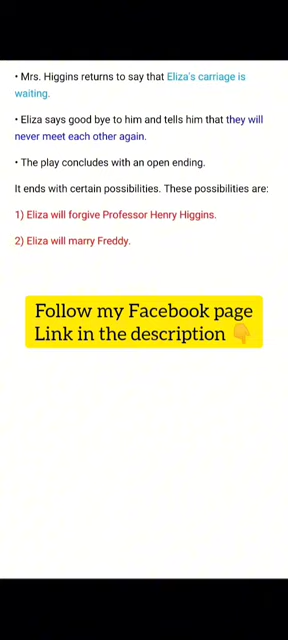 • Mrs. Higgins returns to say that Eliza's carriage is
waiting.
• Eliza says good bye to him and tells him that they will
never meet each other again.
• The play concludes with an open ending.
It ends with certain possibilities. These possibilities are:
1) Eliza will forgive Professor Henry Higgins.
2) Eliza will marry Freddy.
Follow my Facebook page
Link in the description 👇